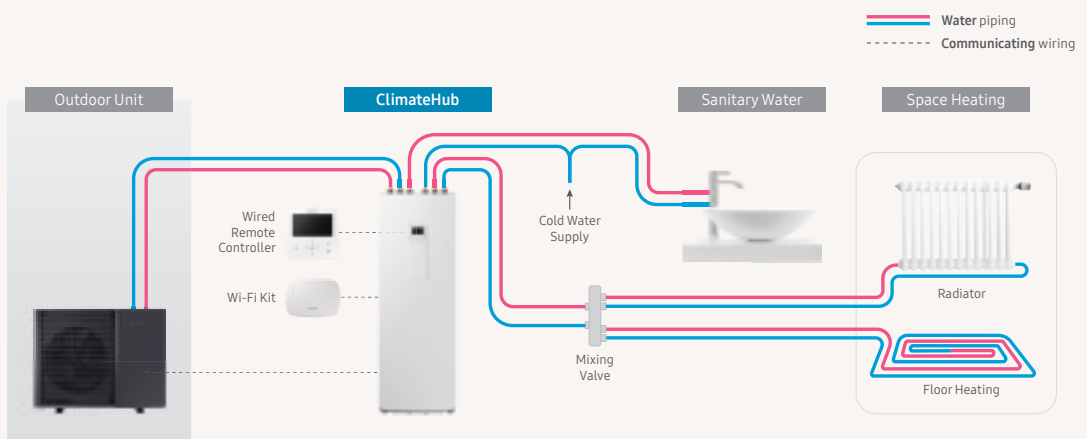 Water piping
Communicating wiring
Outdoor Unit
ClimateHub
Sanitary Water
Space Heating
Wired
Remote
Controller
Wi-Fi Kit
Cold Water
Supply
Mixing
Valve
Radiator
Floor Heating